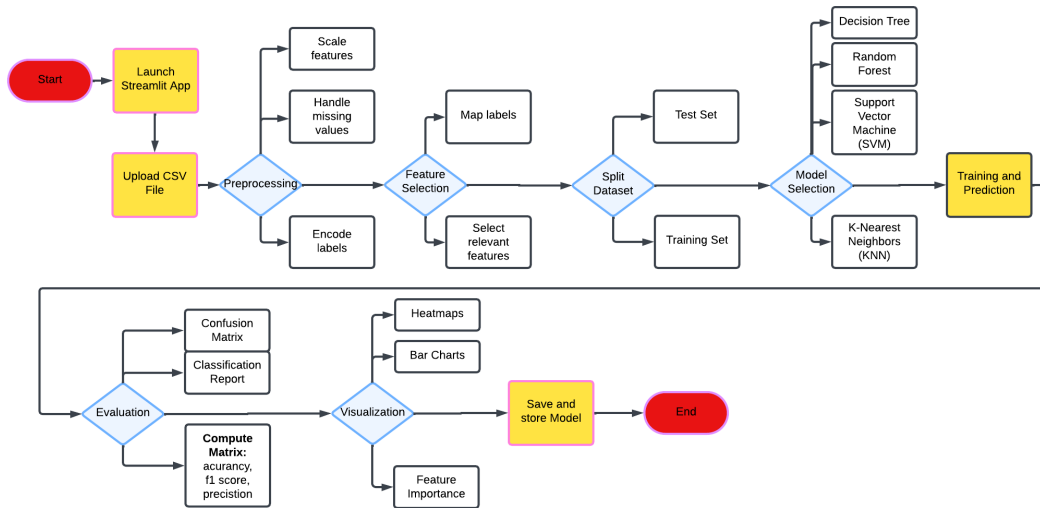 Start
Launch
Streamlit App
Upload CSV
File
Preprocessing
Scale
features
Handle
missing
values
Encode
labels
Feature
Selection
Map labels
Select
relevant
features
Split
Dataset
Test Set
Training Set
Model
Selection
Decision Tree
Random
Forest
Support
Vector
Machine
(SVM)
K-Nearest
Neighbors
(KNN)
Training and
Prediction
Evaluation
Confusion
Matrix
Classification
Report
Compute
Matrix:
acurancy,
f1 score,
precistion
Visualization
Heatmaps
Bar Charts
Feature
Importance
Save and
store Model
End